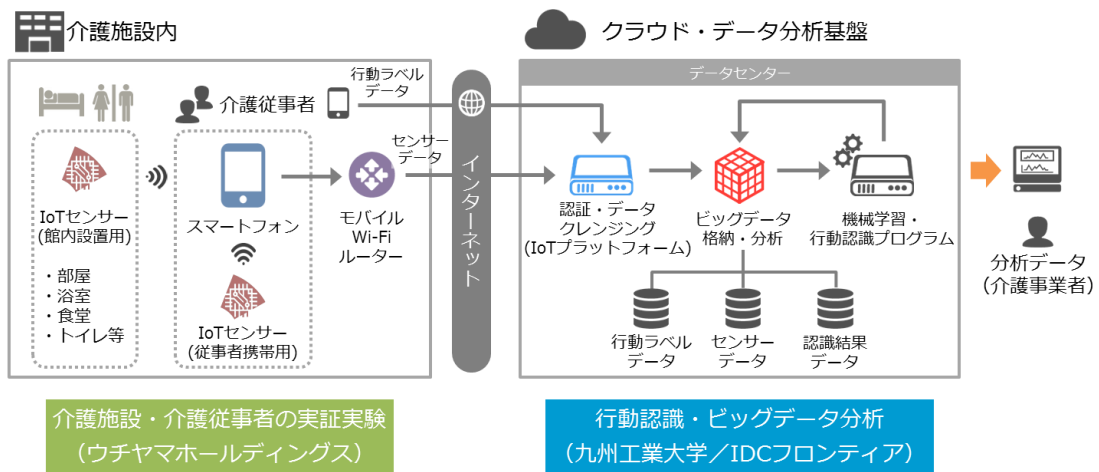 介護施設内
クラウド・データ分析基盤
データセンター
行動ラベル
データ
介護従事者
センサー
データ
IoTセンサー
(館内設置用)
・部屋
・浴室
・食堂
・トイレ等
スマートフォン
IoTセンサー
(従事者携帯用)
モバイル
Wi-Fi
ルーター
インターネット
認証・データ
クレンジング
(IoTプラットフォーム)
ビッグデータ
格納・分析
機械学習・
行動認識プログラム
行動ラベル
データ
センサー
データ
認識結果
データ
分析データ
(介護事業者)
介護施設・介護従事者の実証実験
(ウチヤマホールディングス)
行動認識・ビッグデータ分析
(九州工業大学／IDCフロンティア)